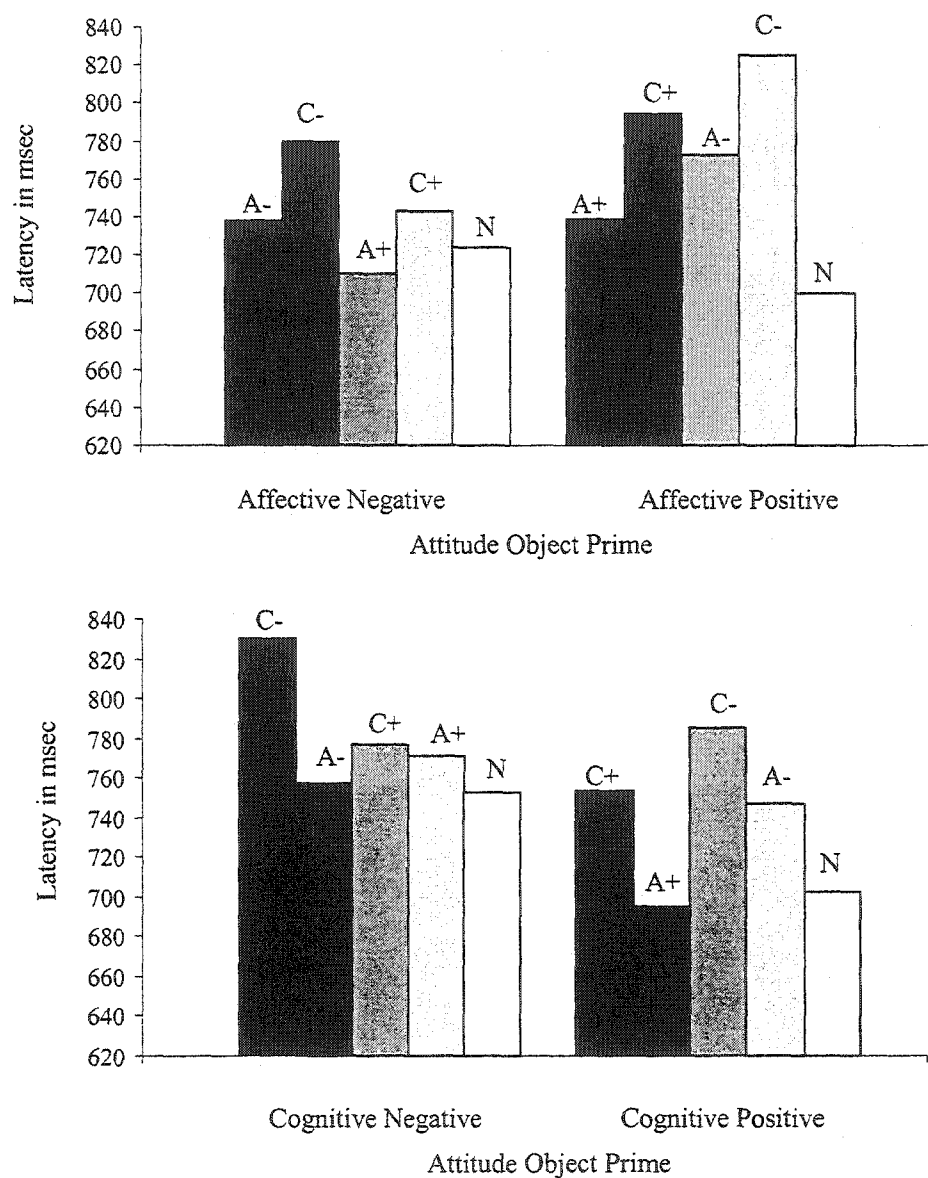 840
820
800
780
760
740
720
700
680
660
640
620
Latency in msec
A-
C-
A+
C+
N
A+
C+
A-
C-
N
Affective Negative
Affective Positive
Attitude Object Prime
840
820
800
780
760
740
720
700
680
660
640
620
Latency in msec
C-
A-
C+
A+
N
C+
A+
C-
A-
N
Cognitive Negative
Cognitive Positive
Attitude Object Prime